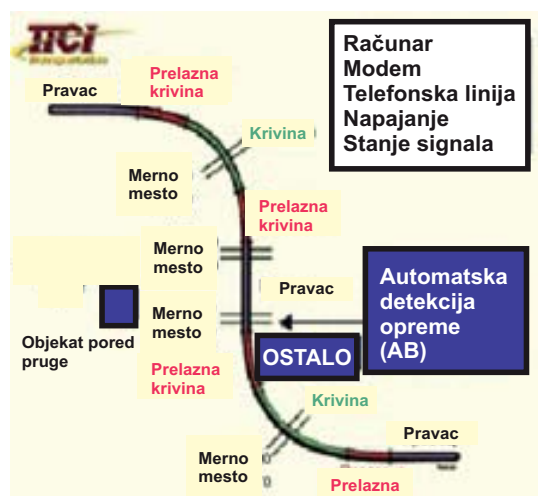 TTCi
Računar
Modem
Telefonska linija
Napajanje
Stanje signala
Prelazna
krivina
Pravac
Krivina
Merno
mesto
Prelazna
krivina
Merno
mesto
Pravac
Automatska
detekcija
opreme
(AB)
Merno
mesto
Objekat pored
pruge
OSTALO
Prelazna
krivina
Krivina
Pravac
Merno
mesto
Prelazna